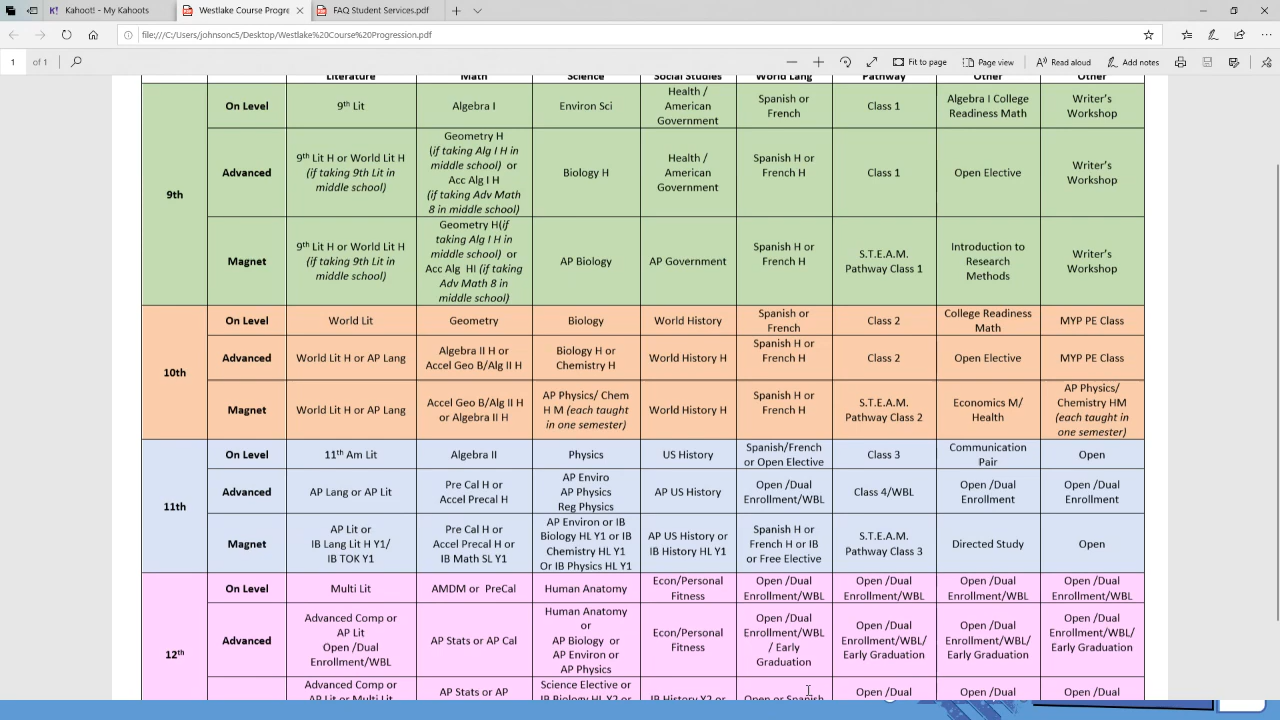 Kahoot! - My Kahoots
Westlake Course Progre
FAQ Student Services.pdf
file:///C:/Users/johnsonc5/Desktop/Westlake%20Course%20Progression.pdf
1 of 1
Fit to page
Page view
Read aloud
Add notes
Literature Math Science Social Studies World Lang Pathway Other Other
9th
On Level
9th Lit
Algebra I
Environ Sci
Health /
American
Government
Spanish or
French
Class 1
Algebra I College
Readiness Math
Writer's
Workshop
Advanced
9th Lit H or World Lit H
(if taking 9th Lit in
middle school)
Geometry H
(if taking Alg I H in
middle school) or
Acc Alg I H
(if taking Adv Math
8 in middle school)
Biology H
Health /
American
Government
Spanish H or
French H
Class 1
Open Elective
Writer's
Workshop
Magnet
9th Lit H or World Lit H
(if taking 9th Lit in
middle school)
Geometry H(if
taking Alg I H in
middle school) or
Acc Alg HI (if taking
Adv Math 8 in
middle school)
AP Biology
AP Government
Spanish H or
French H
S.T.E.A.M.
Pathway Class 1
Introduction to
Research
Methods
Writer's
Workshop
10th
On Level
World Lit
Geometry
Biology
World History
Spanish or
French
Class 2
College Readiness
Math
MYP PE Class
Advanced
World Lit H or AP Lang
Algebra II H or
Accel Geo B/Alg II H
Biology H or
Chemistry H
World History H
Spanish H or
French H
Class 2
Open Elective
MYP PE Class
Magnet
World Lit H or AP Lang
Accel Geo B/Alg II H
or Algebra II H
AP Physics/ Chem
H M (each taught
in one semester)
World History H
Spanish H or
French H
S.T.E.A.M.
Pathway Class 2
Economics M/
Health
AP Physics/
Chemistry HM
(each taught in
one semester)
11th
On Level
11th Am Lit
Algebra II
Physics
US History
Spanish/French
or Open Elective
Class 3
Communication
Pair
Open
Advanced
AP Lang or AP Lit
Pre Cal H or
Accel Precal H
AP Enviro
AP Physics
Reg Physics
AP US History
Open /Dual
Enrollment/WBL
Class 4/WBL
Open /Dual
Enrollment
Open /Dual
Enrollment
Magnet
AP Lit or
IB Lang Lit H Y1/
IB TOK Y1
Pre Cal H or
Accel Precal H or
IB Math SL Y1
AP Environ or IB
Biology HL Y1 or IB
Chemistry HL Y1
Or IB Physics HL Y1
AP US History or
IB History HL Y1
Spanish H or
French H or IB
or Free Elective
S.T.E.A.M.
Pathway Class 3
Directed Study
Open
12th
On Level
Multi Lit
AMDM or PreCal
Human Anatomy
Econ/Personal
Fitness
Open /Dual
Enrollment/WBL
Open /Dual
Enrollment/WBL
Open /Dual
Enrollment/WBL
Open /Dual
Enrollment/WBL
Advanced
Advanced Comp or
AP Lit
Open /Dual
Enrollment/WBL
AP Stats or AP Cal
Human Anatomy
or
AP Biology or
AP Environ or
AP Physics
Econ/Personal
Fitness
Open /Dual
Enrollment/WBL
/ Early
Graduation
Open /Dual
Enrollment/WBL/
Early Graduation
Open /Dual
Enrollment/WBL/
Early Graduation
Open /Dual
Enrollment/WBL/
Early Graduation
Advanced Comp or
AP Lit or Multi Lit
AP Stats or AP
Science Elective or
IB Biology HL Y2 or
IB History Y2 or
Open or Spanish
Open /Dual
Open /Dual
Open /Dual